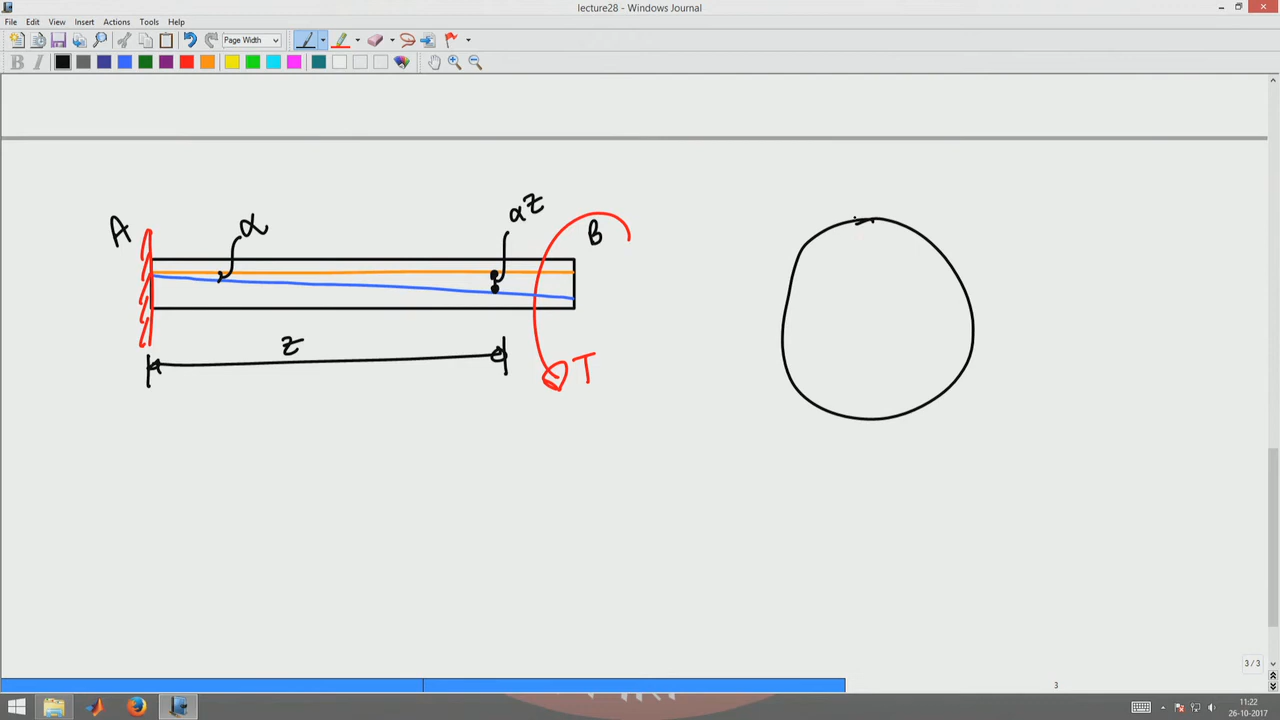 lecture28 - Windows Journal
File Edit View Insert Actions Tools Help
Page Width
B I
A
α
αz
B
z
T
3/3
3
11:22
26-10-2017